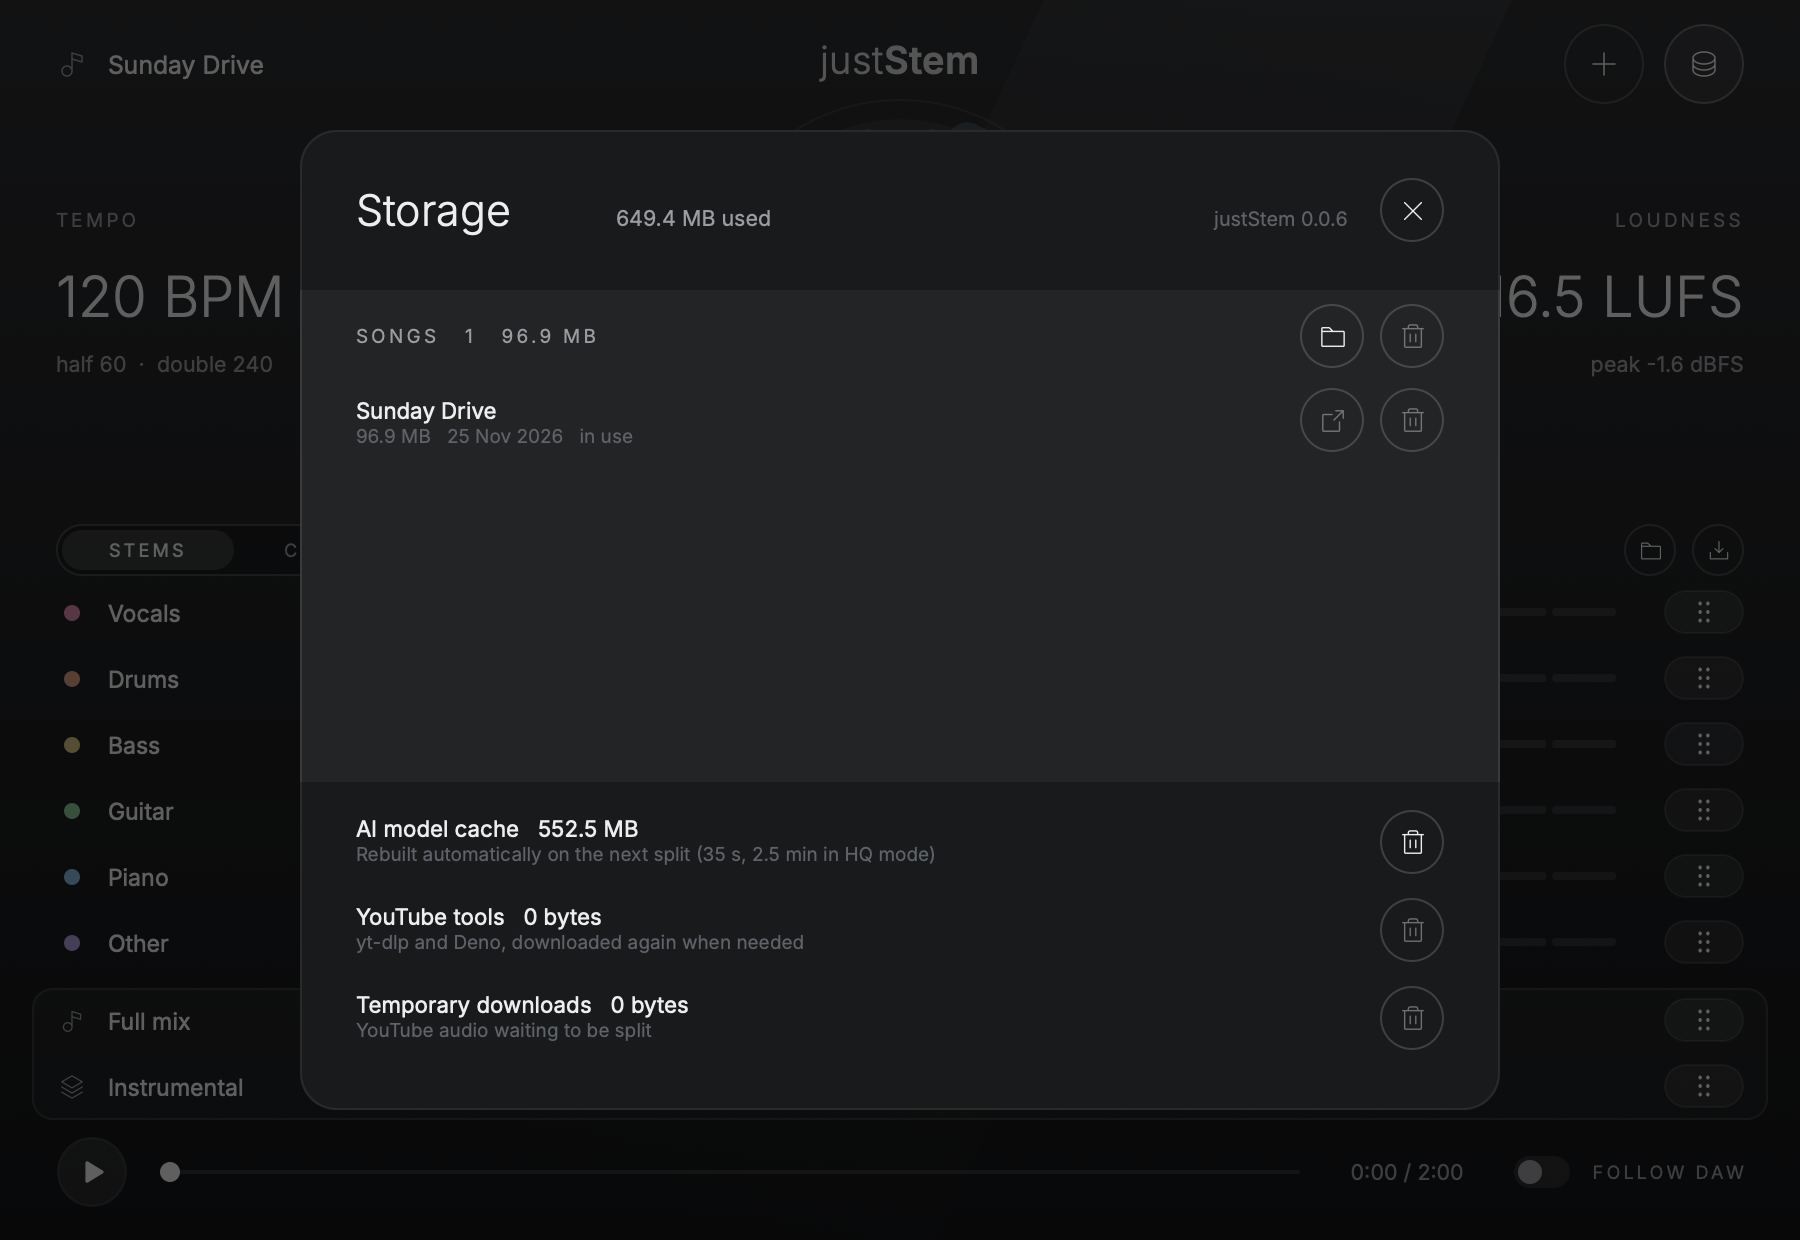 Sunday Drive
justStem
TEMPO
120 BPM
half 60 · double 240
LOUDNESS
16.5 LUFS
peak -1.6 dBFS
Storage
649.4 MB used
justStem 0.0.6
SONGS 1 96.9 MB
Sunday Drive
96.9 MB 25 Nov 2026 in use
AI model cache 552.5 MB
Rebuilt automatically on the next split (35 s, 2.5 min in HQ mode)
YouTube tools 0 bytes
yt-dlp and Deno, downloaded again when needed
Temporary downloads 0 bytes
YouTube audio waiting to be split
STEMS
Vocals
Drums
Bass
Guitar
Piano
Other
Full mix
Instrumental
0:00 / 2:00
FOLLOW DAW